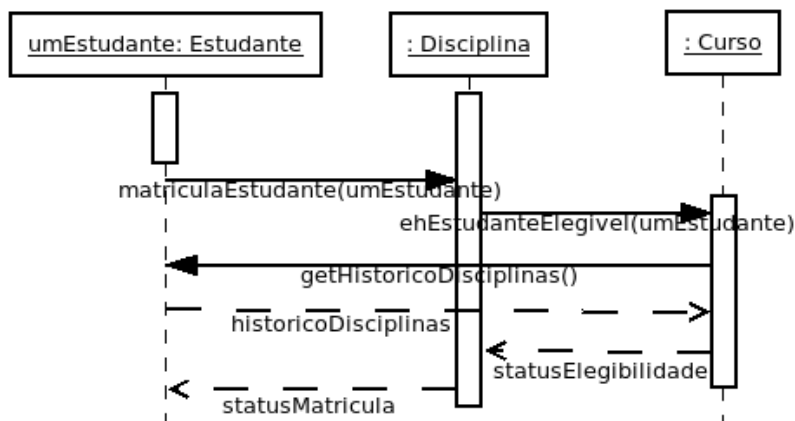 umEstudante: Estudante
: Disciplina
: Curso
matriculaEstudante(umEstudante)
ehEstudanteElegivel(umEstudante)
getHistoricoDisciplinas()
historicoDisciplinas
statusElegibilidade
statusMatricula